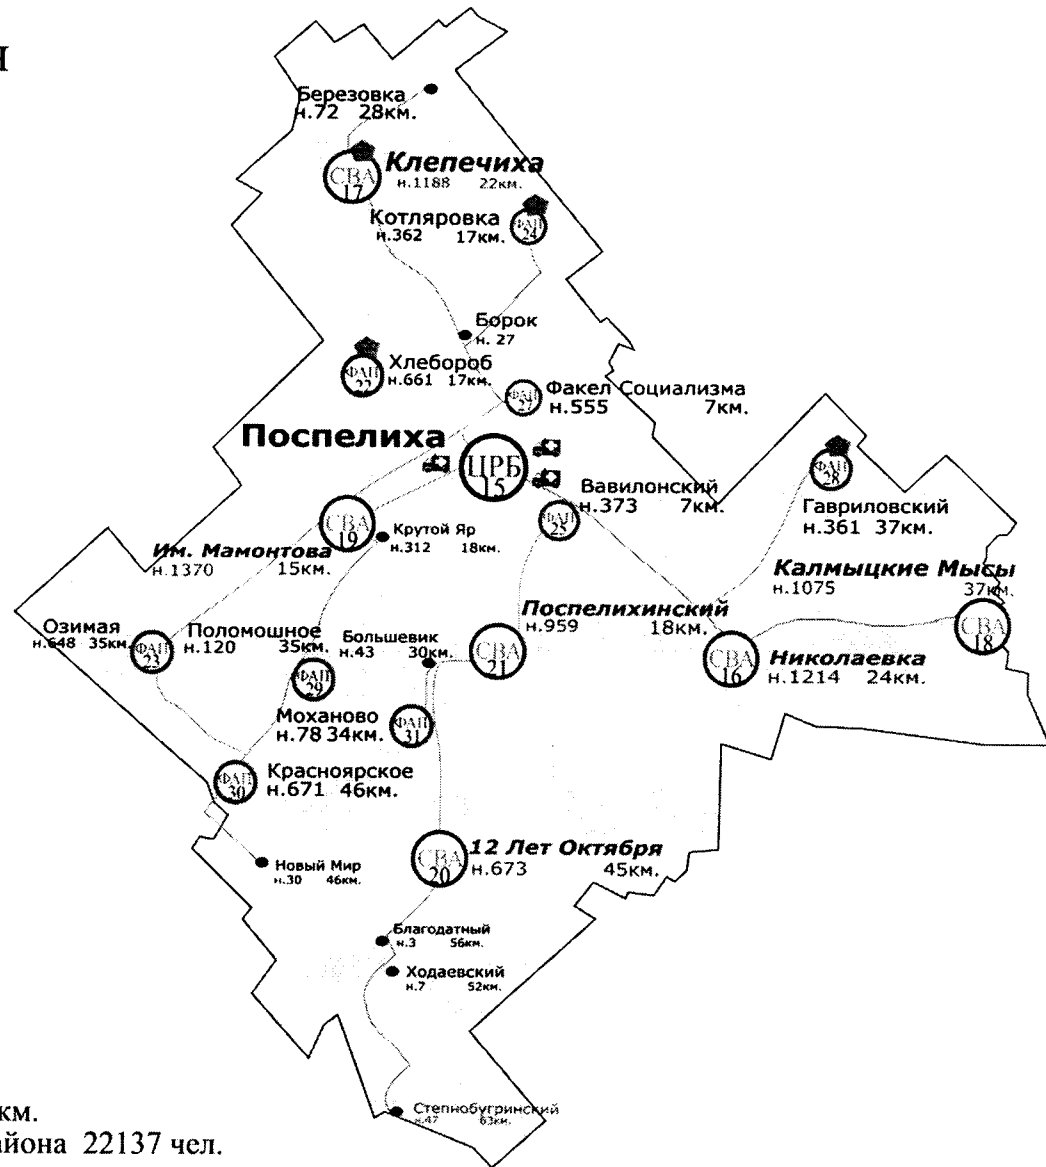 Я
Березовка
н.72 28км.
СВА
17
Клепечиха
н.1188 22км.
Котляровка
н.362 17км.
ФАП
24
Борок
н. 27
Хлебороб
н.661 17км.
ФАП
22
Факел Социализма
н.555 7км.
ФАП
27
Поспелиха
ЦРБ
15
Вавилонский
н.373 7км.
ФАП
25
ФАП
28
Гавриловский
н.361 37км.
СВА
19
Им. Мамонтова
н.1370 15км.
Крутой Яр
н.312 18км.
Калмыцкие Мысы
н.1075 37км.
СВА
18
Поспелихинский
н.959 18км.
СВА
21
СВА
16
Николаевка
н.1214 24км.
Озимая
н.648 35км.
ФАП
23
Поломошное
н.120 35км.
ФАП
29
Большевик
н.43 30км.
Моханово
н.78 34км.
ФАП
31
Красноярское
н.671 46км.
ФАП
30
Новый Мир
н.30 46км.
12 Лет Октября
н.673 45км.
СВА
20
Благодатный
н.3 56км.
Ходаевский
н.7 52км.
Степнобугринский
н.47 63км.
км.
айона 22137 чел.